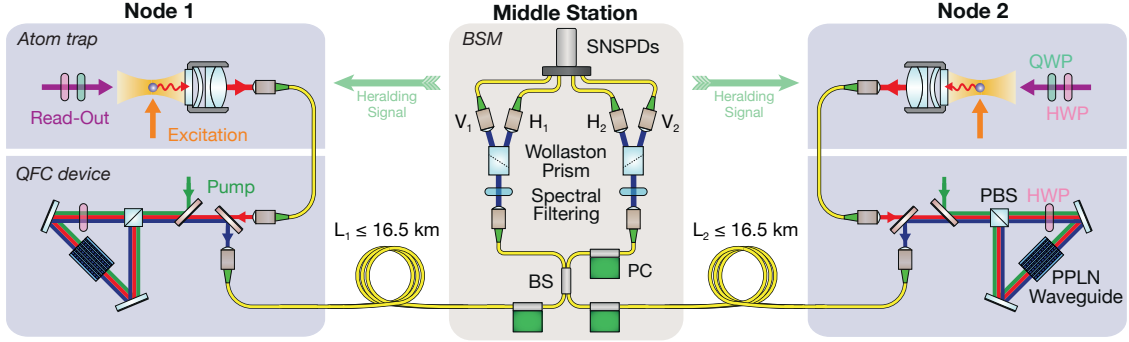 Node 1
Middle Station
Node 2
Atom trap
BSM
SNSPDs
Heralding
Signal
Heralding
Signal
QWP
HWP
Read-Out
Excitation
Excitation
V1
H1
H2
V2
Wollaston
Prism
Spectral
Filtering
QFC device
Pump
PBS
HWP
L1 ≤ 16.5 km
L2 ≤ 16.5 km
BS
PC
PPLN
Waveguide